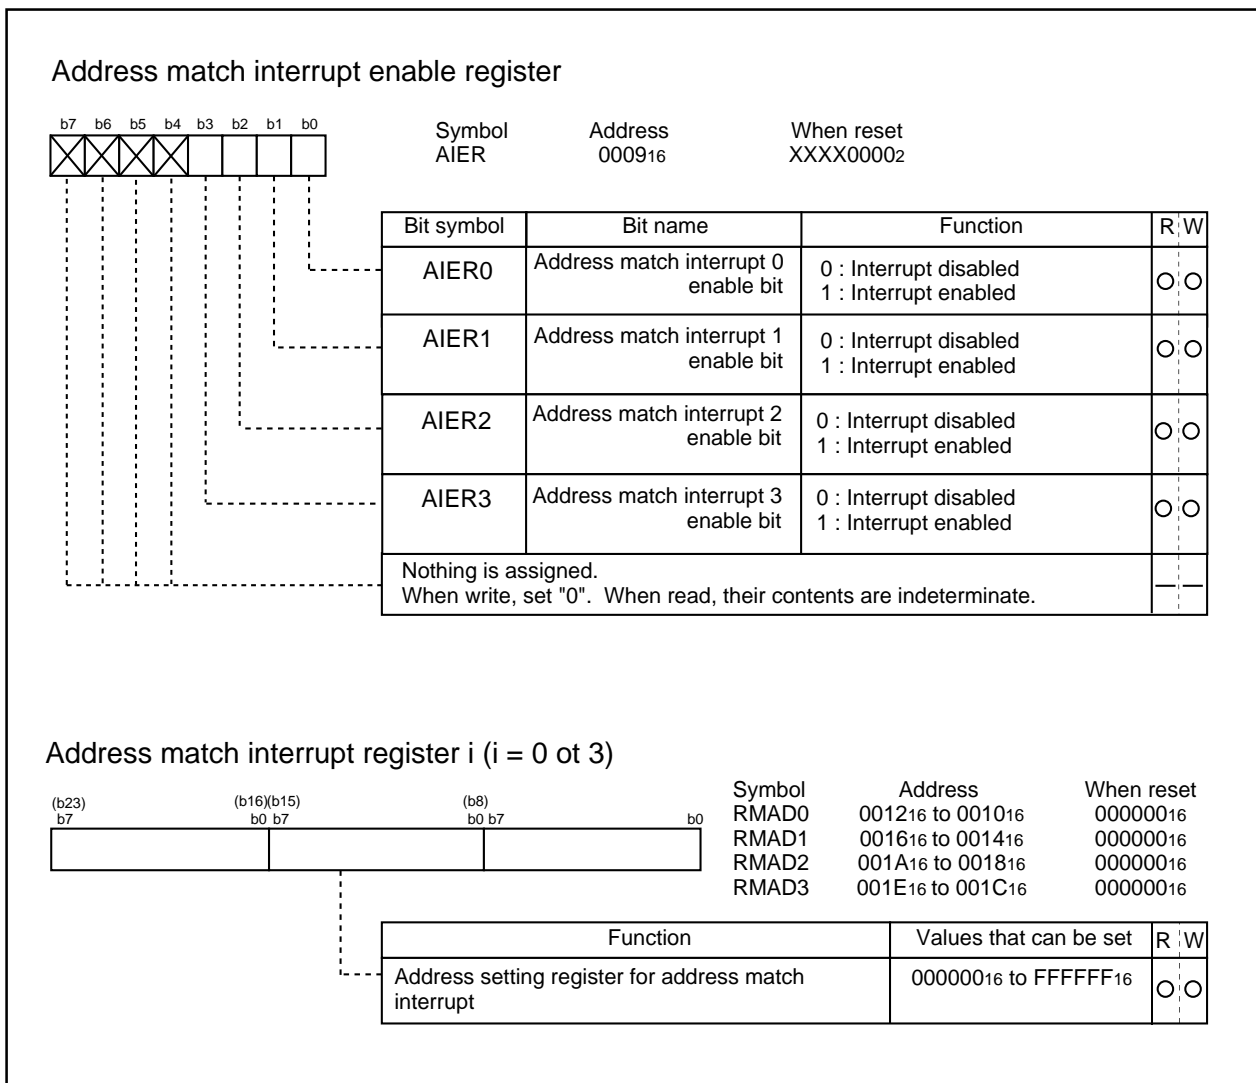 Address match interrupt enable register
b7 b6 b5 b4 b3 b2 b1 b0
Symbol Address When reset
AIER 000916 XXXX00002
Bit symbol Bit name Function R W
AIER0 Address match interrupt 0 enable bit 0 : Interrupt disabled
1 : Interrupt enabled
AIER1 Address match interrupt 1 enable bit 0 : Interrupt disabled
1 : Interrupt enabled
AIER2 Address match interrupt 2 enable bit 0 : Interrupt disabled
1 : Interrupt enabled
AIER3 Address match interrupt 3 enable bit 0 : Interrupt disabled
1 : Interrupt enabled
Nothing is assigned.
When write, set "0". When read, their contents are indeterminate.
Address match interrupt register i (i = 0 ot 3)
(b23) (b16)(b15) (b8)
b7 b0 b7 b0 b7 b0
Symbol Address When reset
RMAD0 001216 to 001016 00000016
RMAD1 001616 to 001416 00000016
RMAD2 001A16 to 001816 00000016
RMAD3 001E16 to 001C16 00000016
Function Values that can be set R W
Address setting register for address match interrupt 00000016 to FFFFFF16